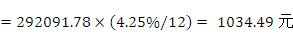 = 292091.78 × (4.25%/12) = 1034.49 元